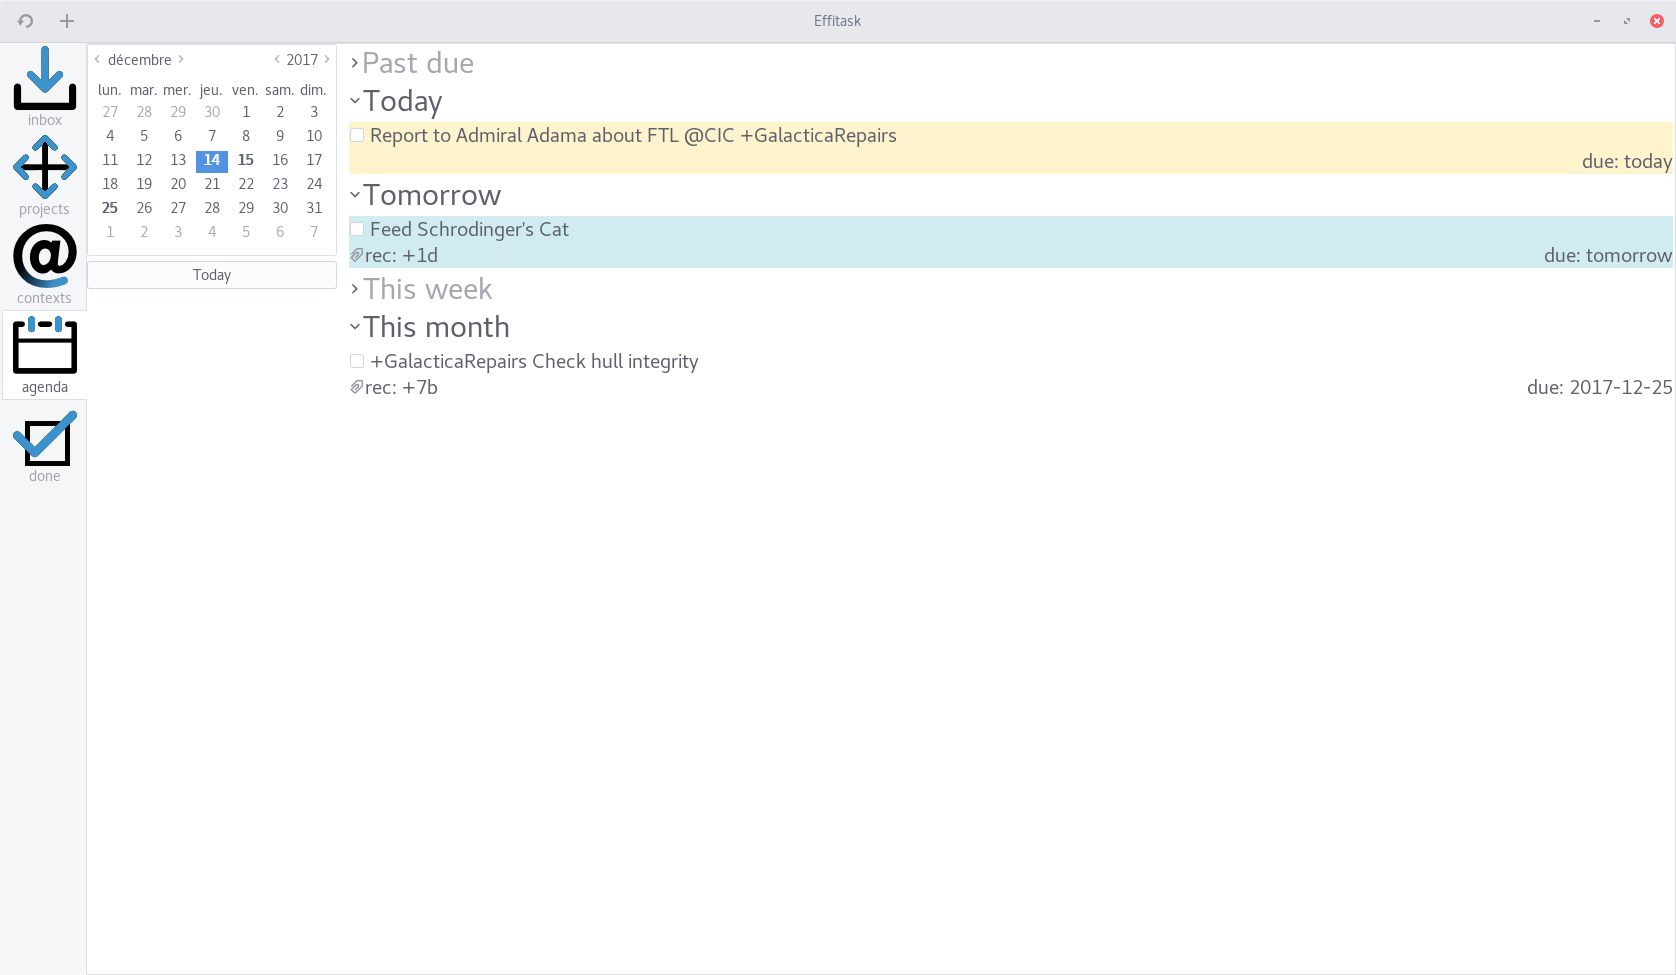 Effitask
inbox
projects
contexts
agenda
done
décembre 2017
lun. mar. mer. jeu. ven. sam. dim.
27 28 29 30 1 2 3
4 5 6 7 8 9 10
11 12 13 14 15 16 17
18 19 20 21 22 23 24
25 26 27 28 29 30 31
1 2 3 4 5 6 7
Today
Past due
Today
Report to Admiral Adama about FTL @CIC +GalacticaRepairs
due: today
Tomorrow
Feed Schrodinger's Cat
rec: +1d due: tomorrow
This week
This month
+GalacticaRepairs Check hull integrity
rec: +7b due: 2017-12-25